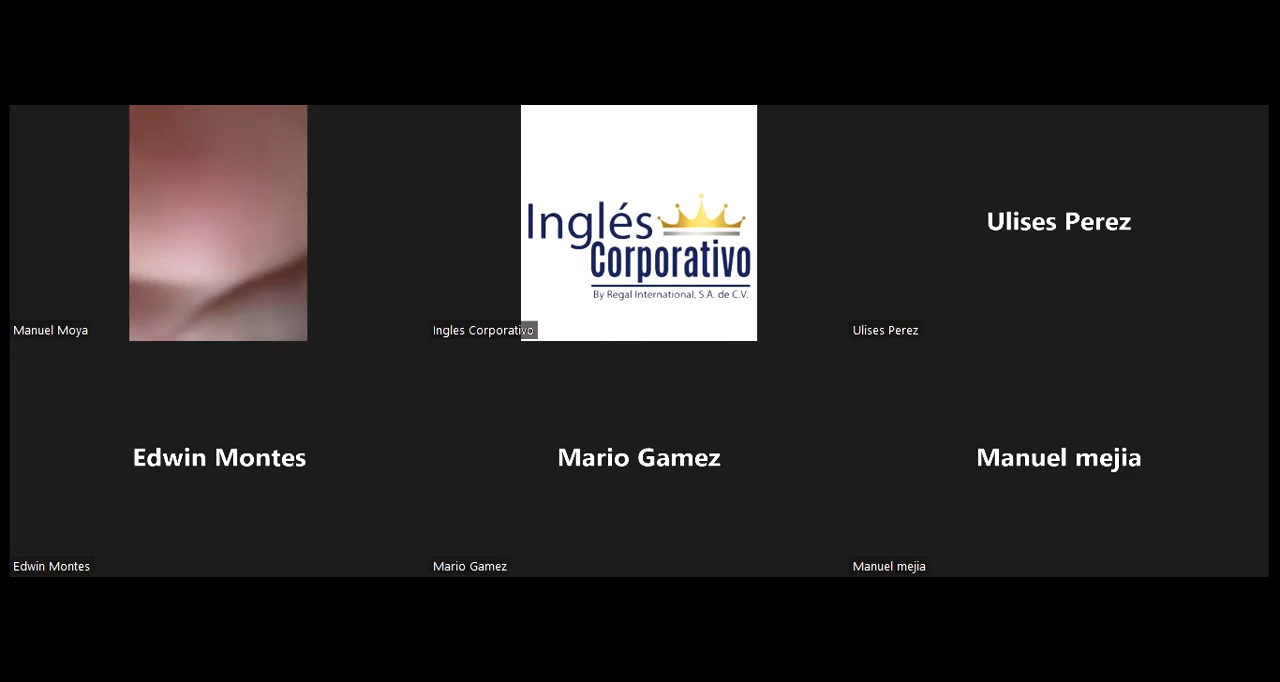 Manuel Moya
Inglés
Corporativo
By Regal International, S.A. de C.V.
Ingles Corporativo
Ulises Perez
Ulises Perez
Edwin Montes
Edwin Montes
Mario Gamez
Mario Gamez
Manuel mejia
Manuel mejia